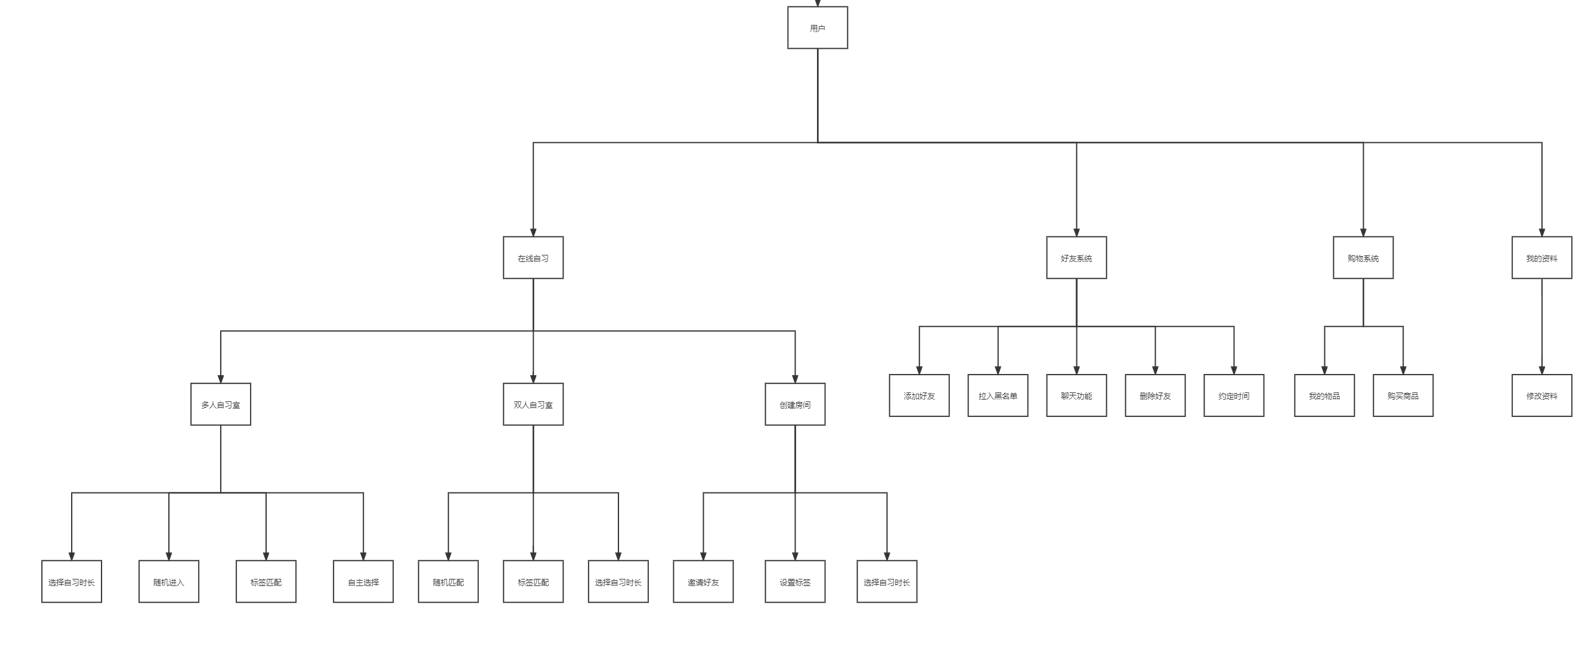 用户
在线自习
好友系统
购物系统
我的资料
多人自习室
双人自习室
创建房间
添加好友
拉入黑名单
聊天功能
删除好友
约定时间
我的物品
购买商品
修改资料
选择自习时长
随机进入
标签匹配
自主选择
随机匹配
标签匹配
选择自习时长
邀请好友
设置标签
选择自习时长